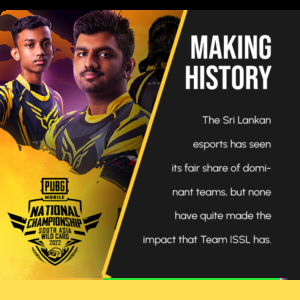 MAKING
HISTORY
The Sri Lankan
esports has seen
its fair share of domi-
nant teams, but none
have quite made the
impact that Team ISSL has.
PUBG
MOBILE
NATIONAL
CHAMPIONSHIP
SOUTH ASIA
WILD CARD
2022